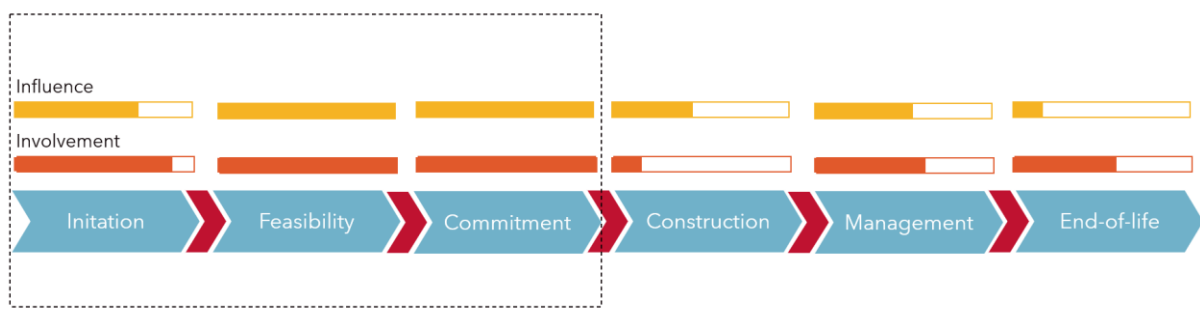 Influence
Involvement
Initation
Feasibility
Commitment
Construction
Management
End-of-life